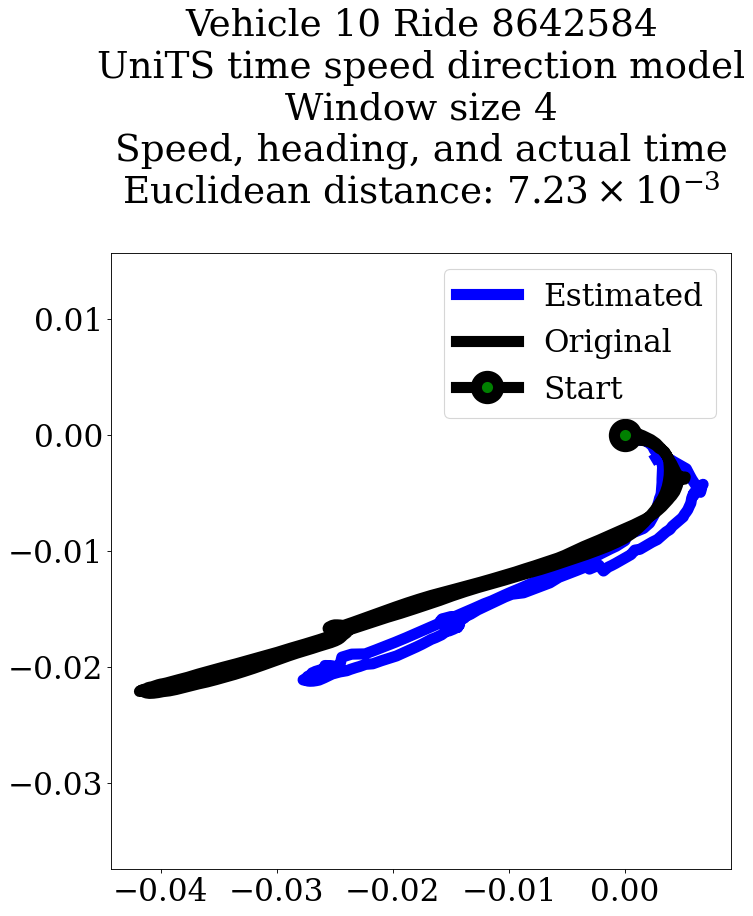 Vehicle 10 Ride 8642584
UniTS time speed direction model
Window size 4
Speed, heading, and actual time
Euclidean distance: 7.23 × 10⁻³
Estimated
Original
Start
0.01
0.00
−0.01
−0.02
−0.03
−0.04 −0.03 −0.02 −0.01 0.00